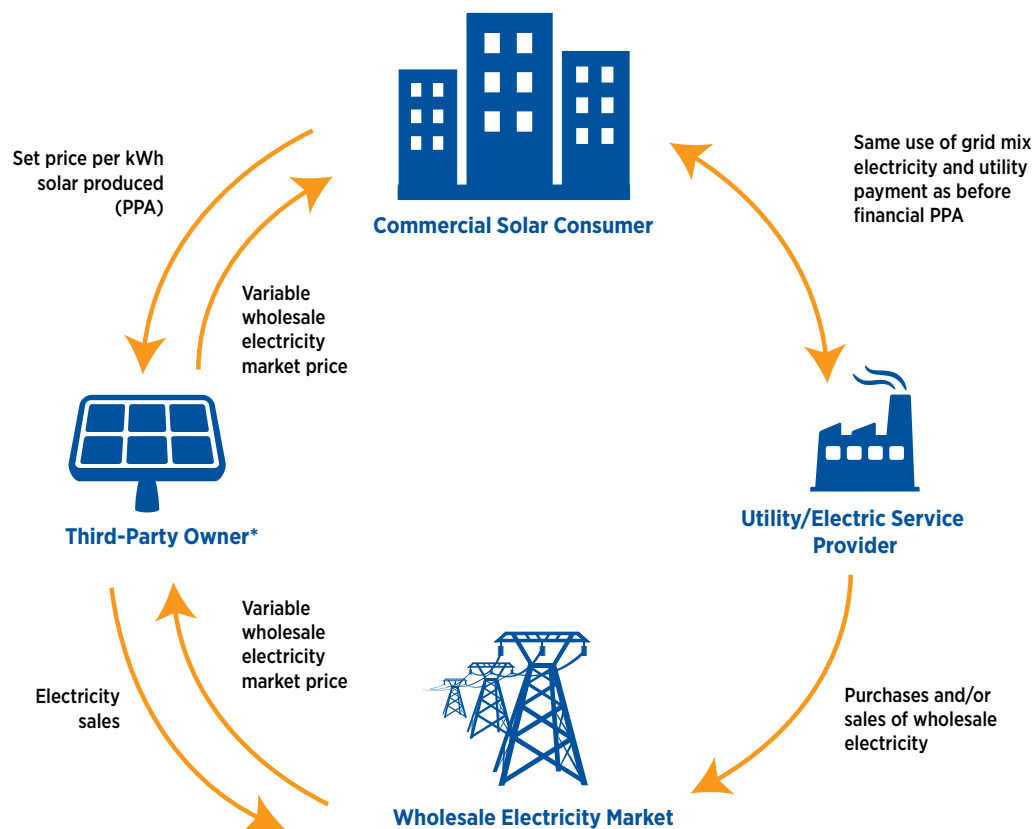 Set price per kWh
solar produced
(PPA)
Same use of grid mix
electricity and utility
payment as before
financial PPA
Commercial Solar Consumer
Variable
wholesale
electricity
market price
Third-Party Owner*
Utility/Electric Service
Provider
Variable
wholesale
electricity
market price
Electricity
sales
Purchases and/or
sales of wholesale
electricity
Wholesale Electricity Market